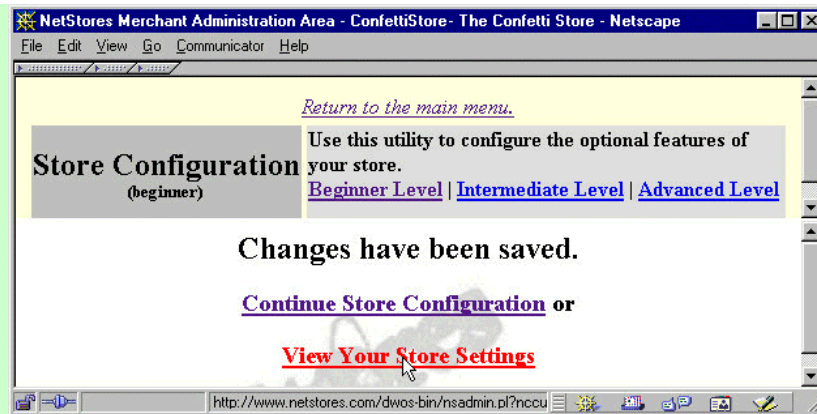 NetStores Merchant Administration Area - ConfettiStore- The Confetti Store - Netscape
File Edit View Go Communicator Help
Return to the main menu.
Store Configuration
(beginner)
Use this utility to configure the optional features of
your store.
Beginner Level | Intermediate Level | Advanced Level
Changes have been saved.
Continue Store Configuration or
View Your Store Settings
http://www.netstores.com/dwos-bin/nsadmin.pl?nccu